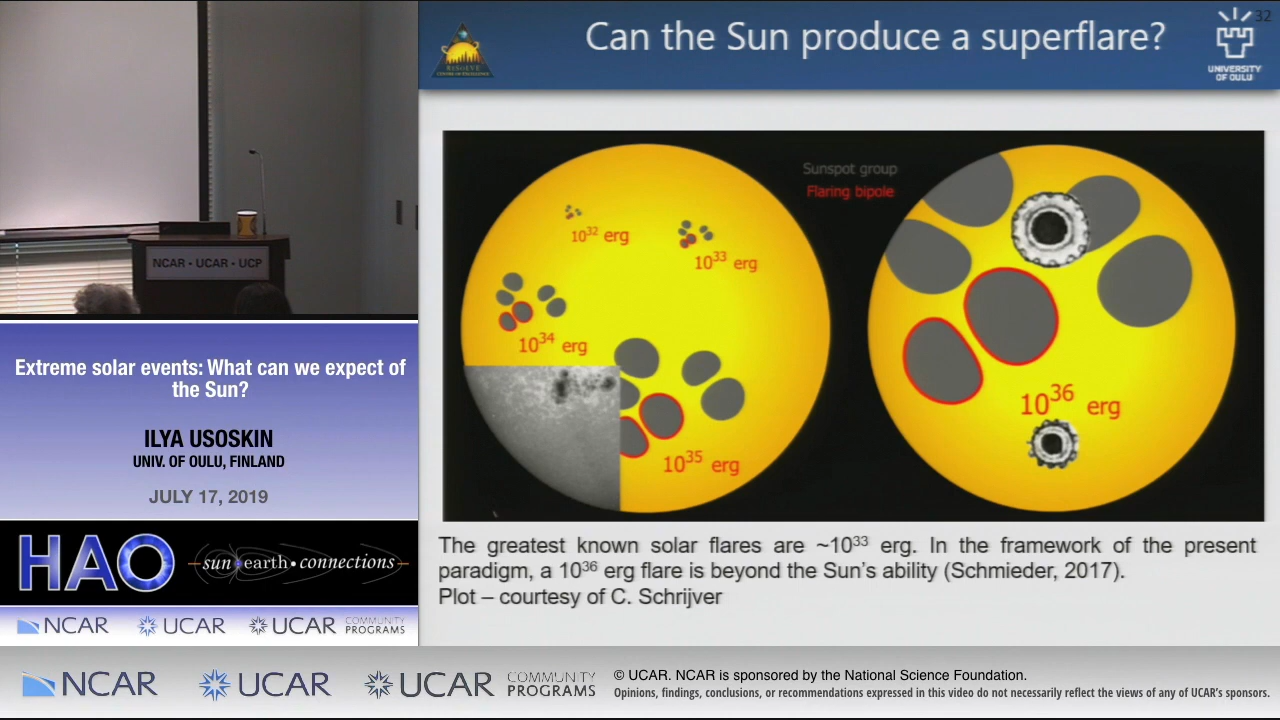 32
Can the Sun produce a superflare?
RESOLVE
CENTRE OF EXCELLENCE
UNIVERSITY
OF OULU
Sunspot group
Flaring bipole
10³² erg
10³³ erg
10³⁴ erg
10³⁵ erg
10³⁶ erg
The greatest known solar flares are ~10³³ erg. In the framework of the present
paradigm, a 10³⁶ erg flare is beyond the Sun's ability (Schmieder, 2017).
Plot – courtesy of C. Schrijver
NCAR • UCAR • UCP
Extreme solar events: What can we expect of
the Sun?
ILYA USOSKIN
UNIV. OF OULU, FINLAND
JULY 17, 2019
HAO
sun • earth • connections
NCAR
UCAR
UCAR
COMMUNITY
PROGRAMS
NCAR
UCAR
UCAR
COMMUNITY
PROGRAMS
© UCAR. NCAR is sponsored by the National Science Foundation.
Opinions, findings, conclusions, or recommendations expressed in this video do not necessarily reflect the views of any of UCAR's sponsors.